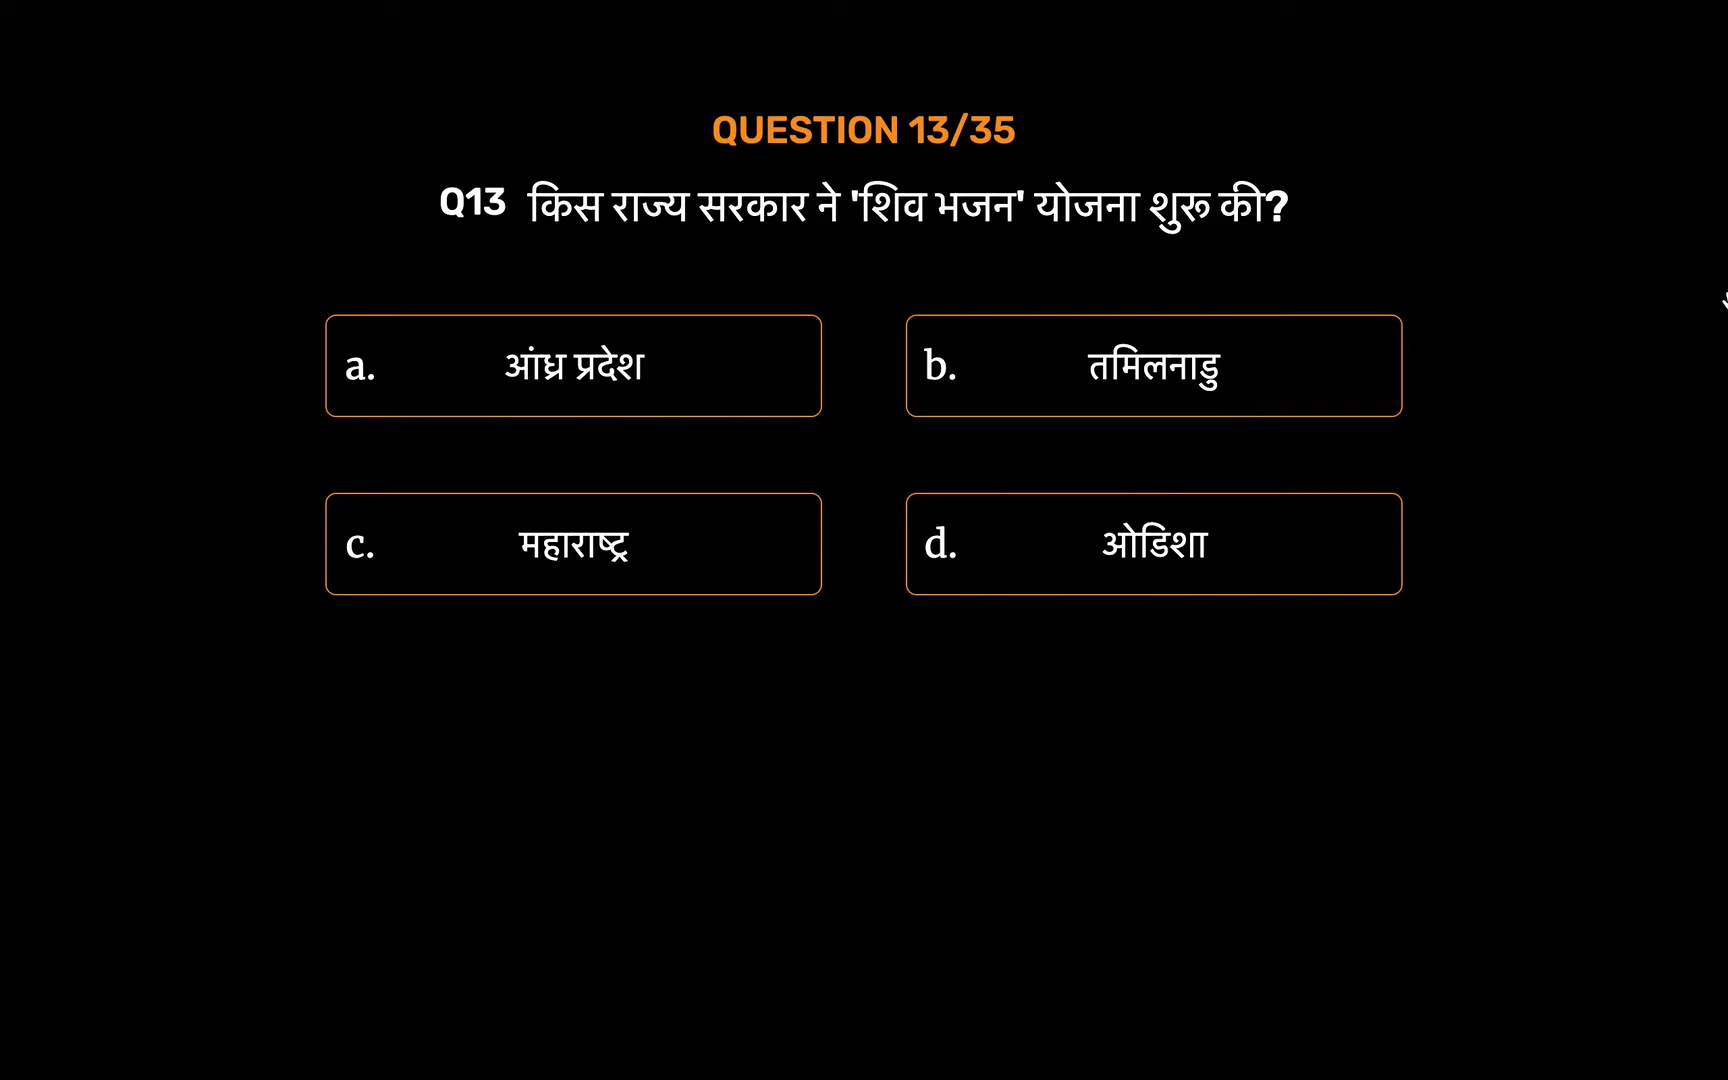 QUESTION 13/35
Q13 किस राज्य सरकार ने 'शिव भजन' योजना शुरू की?
a. आंध्र प्रदेश
b. तमिलनाडु
c. महाराष्ट्र
d. ओडिशा